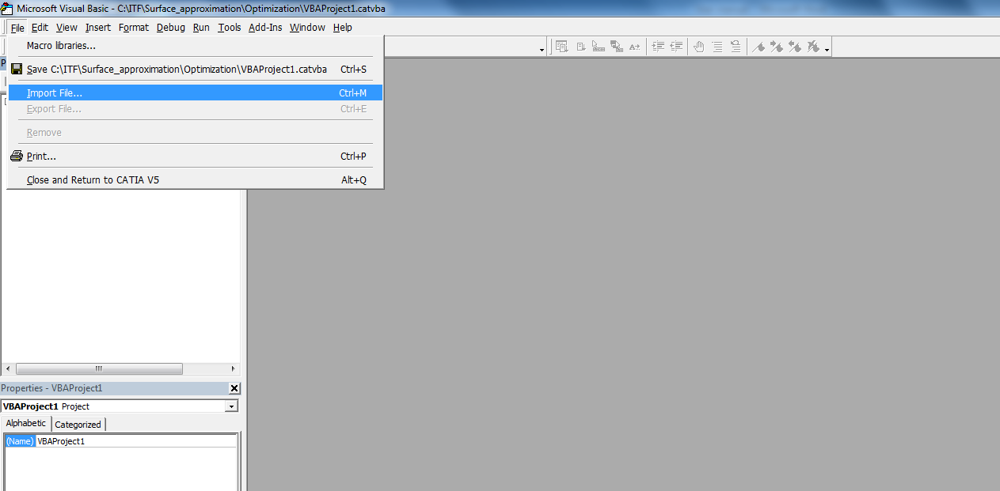 Microsoft Visual Basic - C:\ITF\Surface_approximation\Optimization\VBAProject1.catvba
File Edit View Insert Format Debug Run Tools Add-Ins Window Help
Macro libraries...
Save C:\ITF\Surface_approximation\Optimization\VBAProject1.catvba Ctrl+S
Import File... Ctrl+M
Export File... Ctrl+E
Remove
Print... Ctrl+P
Close and Return to CATIA V5 Alt+Q
Properties - VBAProject1
VBAProject1 Project
Alphabetic Categorized
(Name) VBAProject1